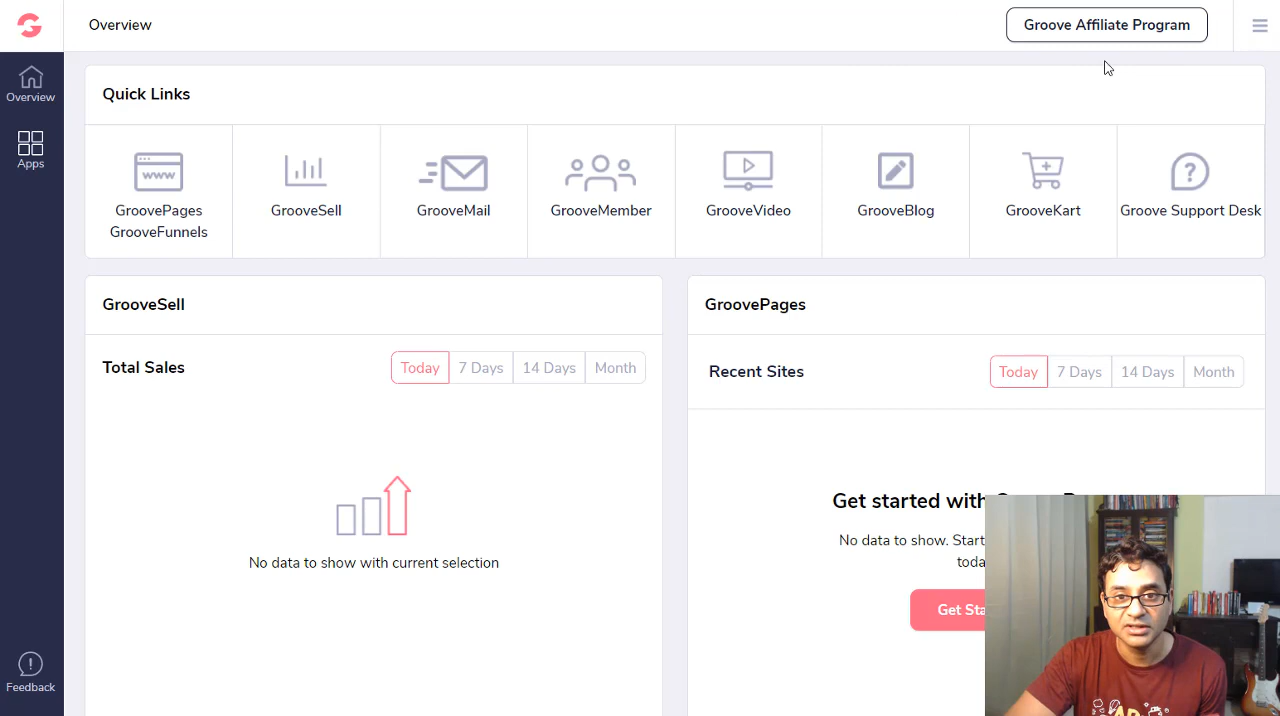 Overview
Groove Affiliate Program
Overview
Apps
Feedback
Quick Links
www
GroovePages
GrooveFunnels
GrooveSell
GrooveMail
GrooveMember
GrooveVideo
GrooveBlog
GrooveKart
Groove Support Desk
GrooveSell
Total Sales
Today
7 Days
14 Days
Month
No data to show with current selection
GroovePages
Recent Sites
Today
7 Days
14 Days
Month
Get started with
No data to show. Start
Get